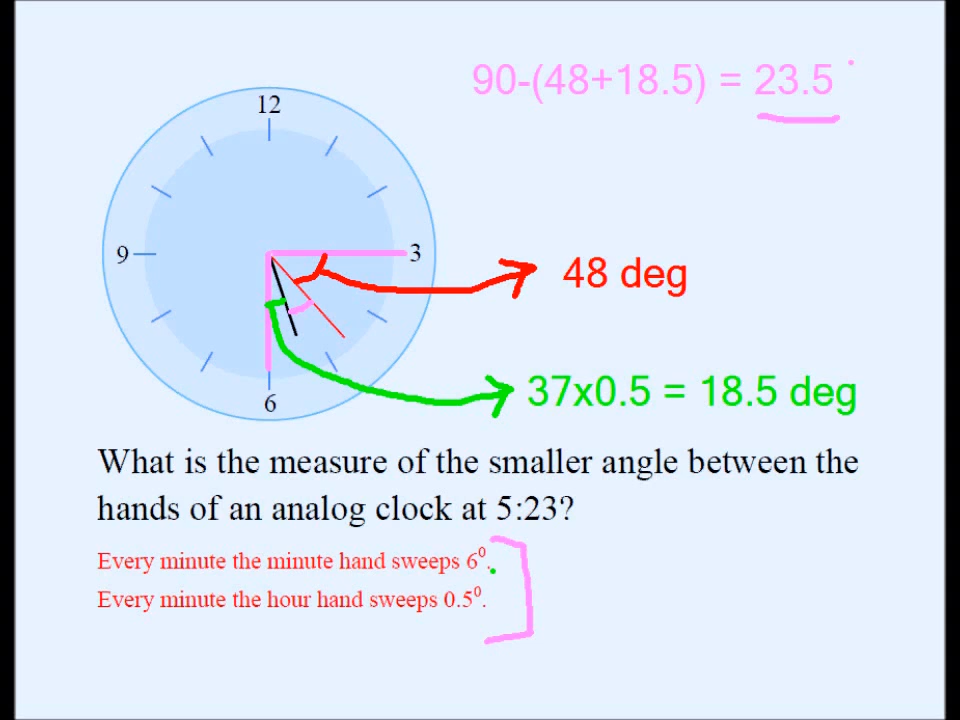 90-(48+18.5) = 23.5
12
9
3
48 deg
37x0.5 = 18.5 deg
6
What is the measure of the smaller angle between the
hands of an analog clock at 5:23?
Every minute the minute hand sweeps 6⁰.
Every minute the hour hand sweeps 0.5⁰.